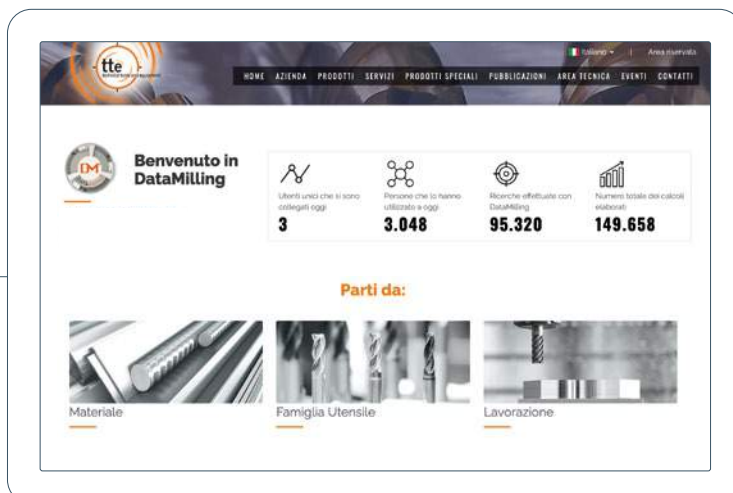 Italiano | Area riservata
tte
HOME AZIENDA PRODOTTI SERVIZI PRODOTTI SPECIALI PUBBLICAZIONI AREA TECNICA EVENTI CONTATTI
DM
Benvenuto in
DataMilling
Utenti unici che si sono
collegati oggi
3
Persone che lo hanno
utilizzato a oggi
3.048
Ricerche effettuate con
DataMilling
95.320
Numero totale dei calcoli
elaborati
149.658
Parti da:
Materiale
Famiglia Utensile
Lavorazione